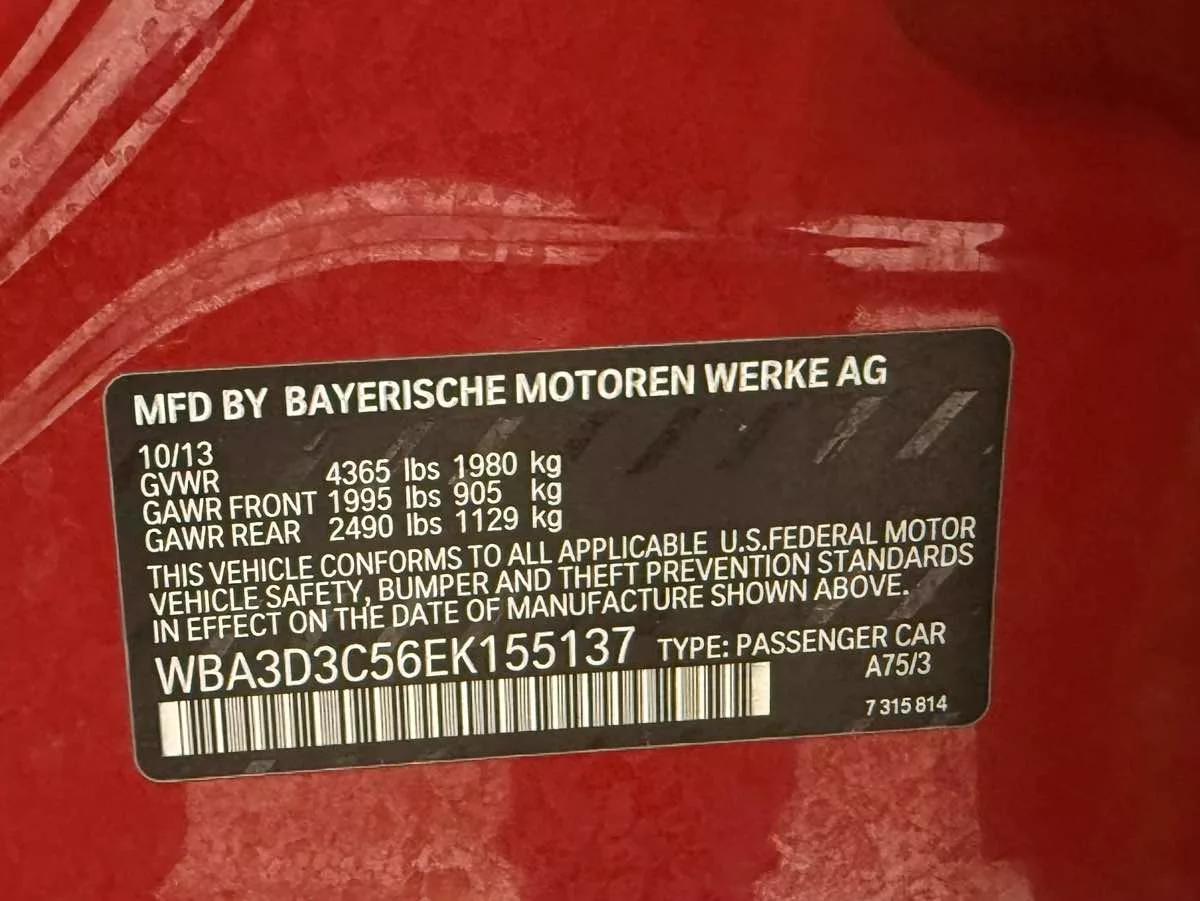 MFD BY BAYERISCHE MOTOREN WERKE AG
10/13
GVWR 4365 lbs 1980 kg
GAWR FRONT 1995 lbs 905 kg
GAWR REAR 2490 lbs 1129 kg
THIS VEHICLE CONFORMS TO ALL APPLICABLE U.S.FEDERAL MOTOR
VEHICLE SAFETY, BUMPER AND THEFT PREVENTION STANDARDS
IN EFFECT ON THE DATE OF MANUFACTURE SHOWN ABOVE.
WBA3D3C56EK155137 TYPE: PASSENGER CAR
A75/3
7 315 814